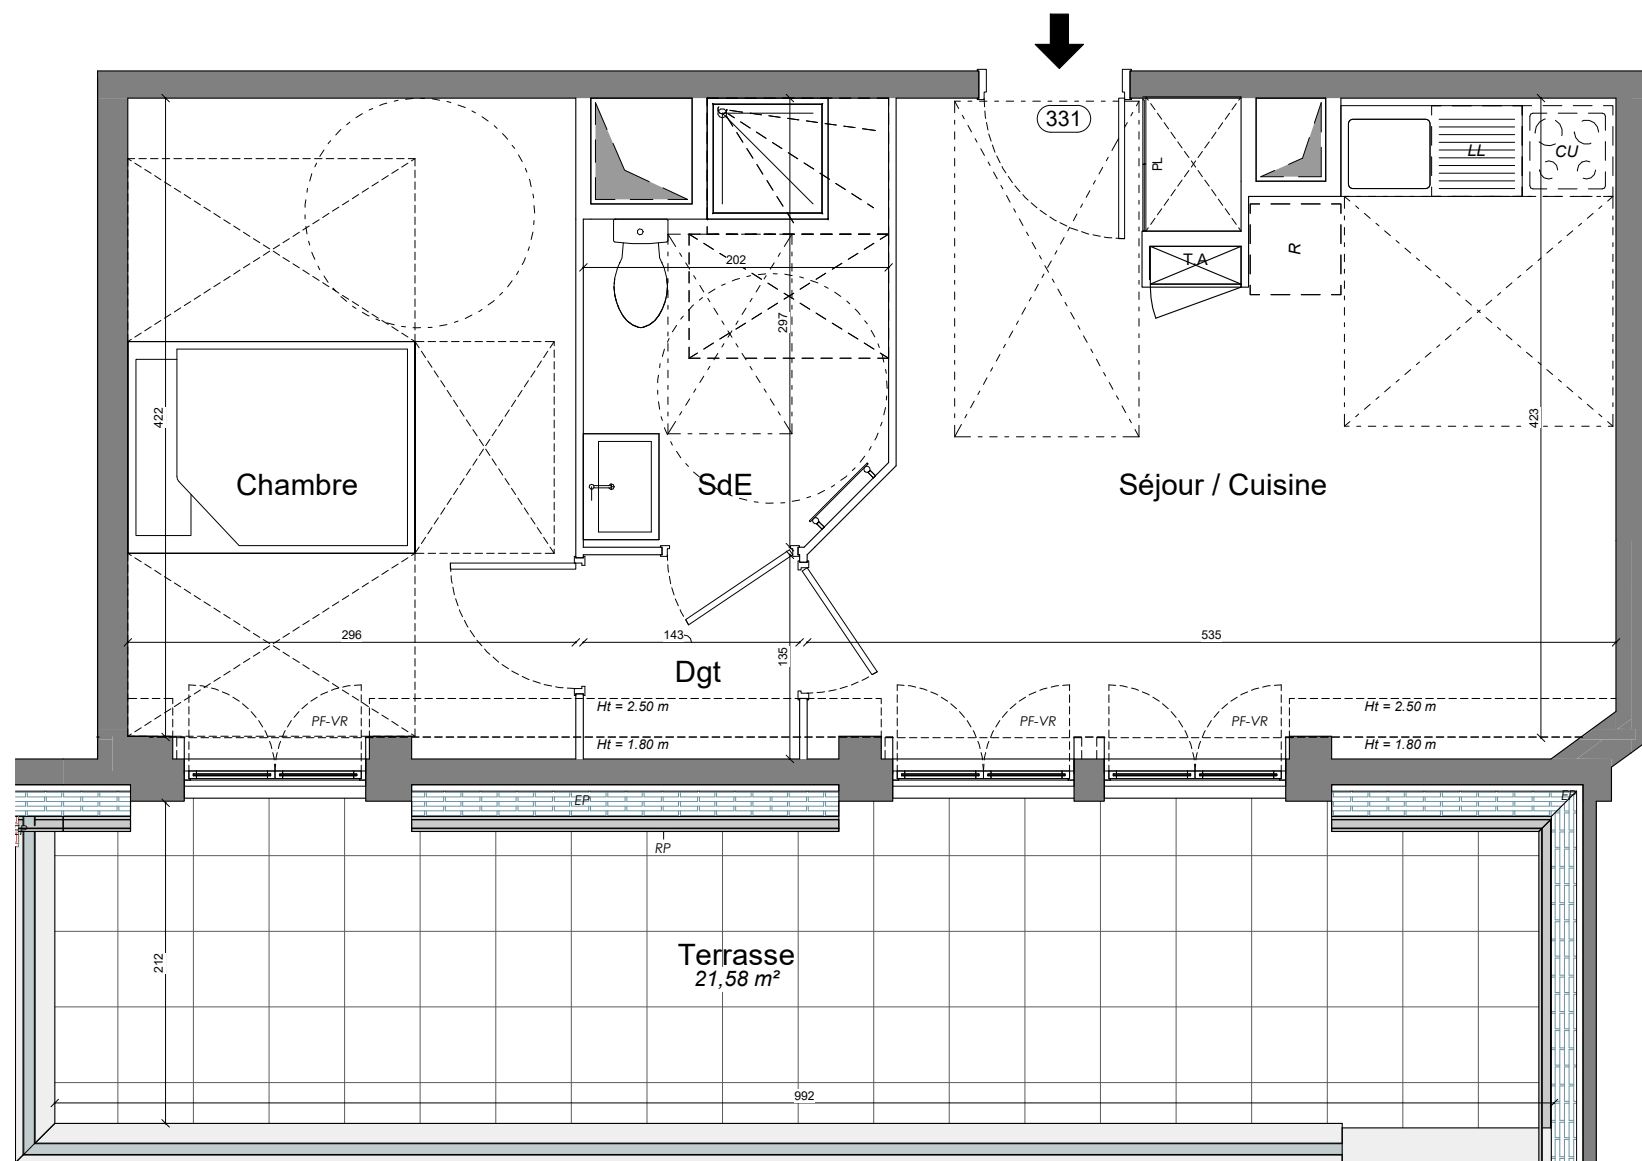 331
PL
LL
CU
T A
R
202
297
422
423
Chambre
SdE
Séjour / Cuisine
296
143
535
135
Dgt
PF-VR
Ht = 2.50 m
PF-VR
PF-VR
Ht = 2.50 m
Ht = 1.80 m
Ht = 1.80 m
EP
EP
RP
Terrasse
21,58 m²
212
992